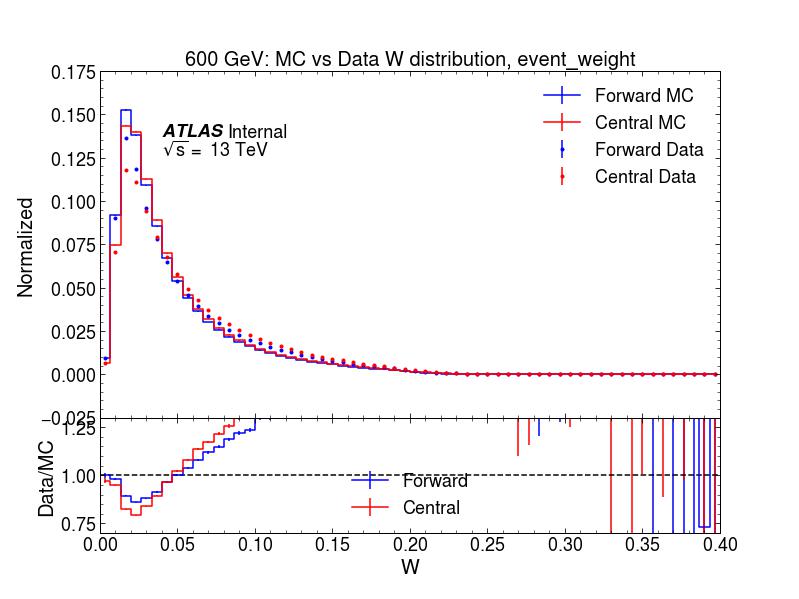 600 GeV: MC vs Data W distribution, event_weight
0.175
0.150
0.125
0.100
0.075
0.050
0.025
0.000
−0.025
Normalized
ATLAS Internal
√s = 13 TeV
Forward MC
Central MC
Forward Data
Central Data
1.25
1.00
0.75
Data/MC
Forward
Central
0.00 0.05 0.10 0.15 0.20 0.25 0.30 0.35 0.40
W